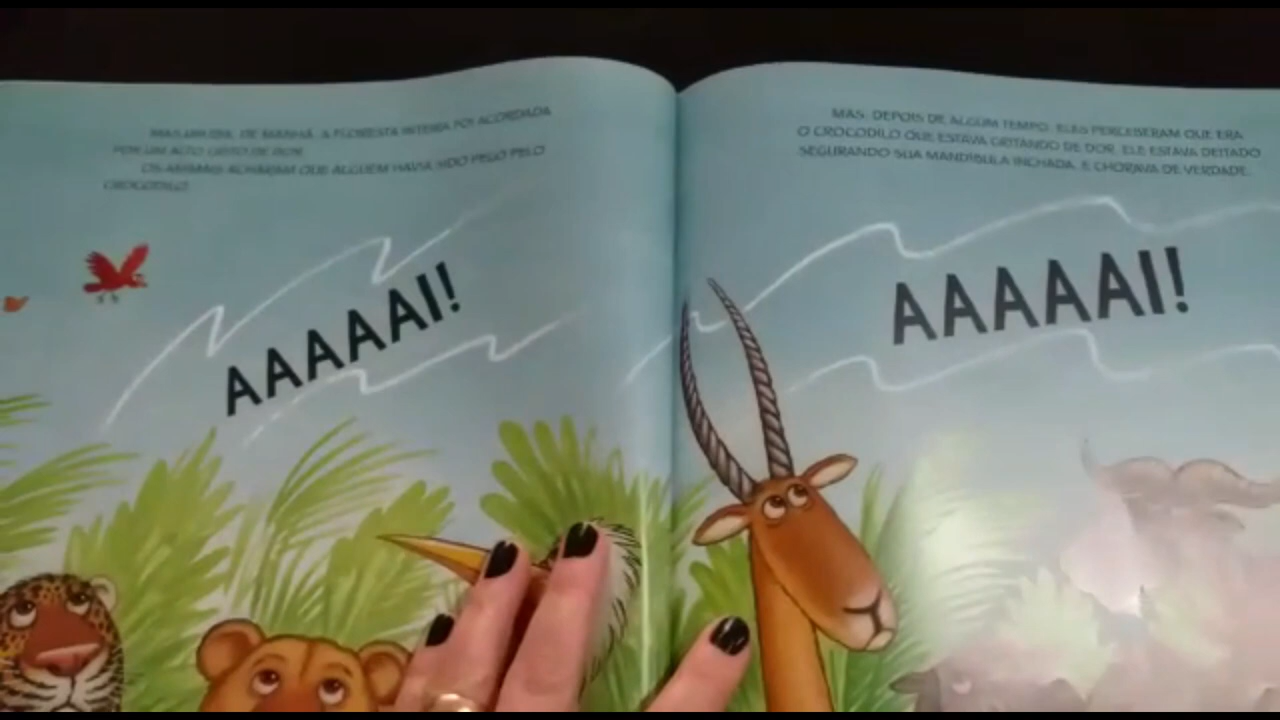 MAS UM DIA, DE MANHÃ, A FLORESTA INTEIRA FOI ACORDADA
POR UM ALTO GRITO DE DOR.
OS ANIMAIS ACHARAM QUE ALGUÉM HAVIA SIDO PEGO PELO
CROCODILO.
AAAAAI!
MAS, DEPOIS DE ALGUM TEMPO, ELES PERCEBERAM QUE ERA
O CROCODILO QUE ESTAVA GRITANDO DE DOR. ELE ESTAVA DEITADO
SEGURANDO SUA MANDÍBULA INCHADA, E CHORAVA DE VERDADE.
AAAAAI!